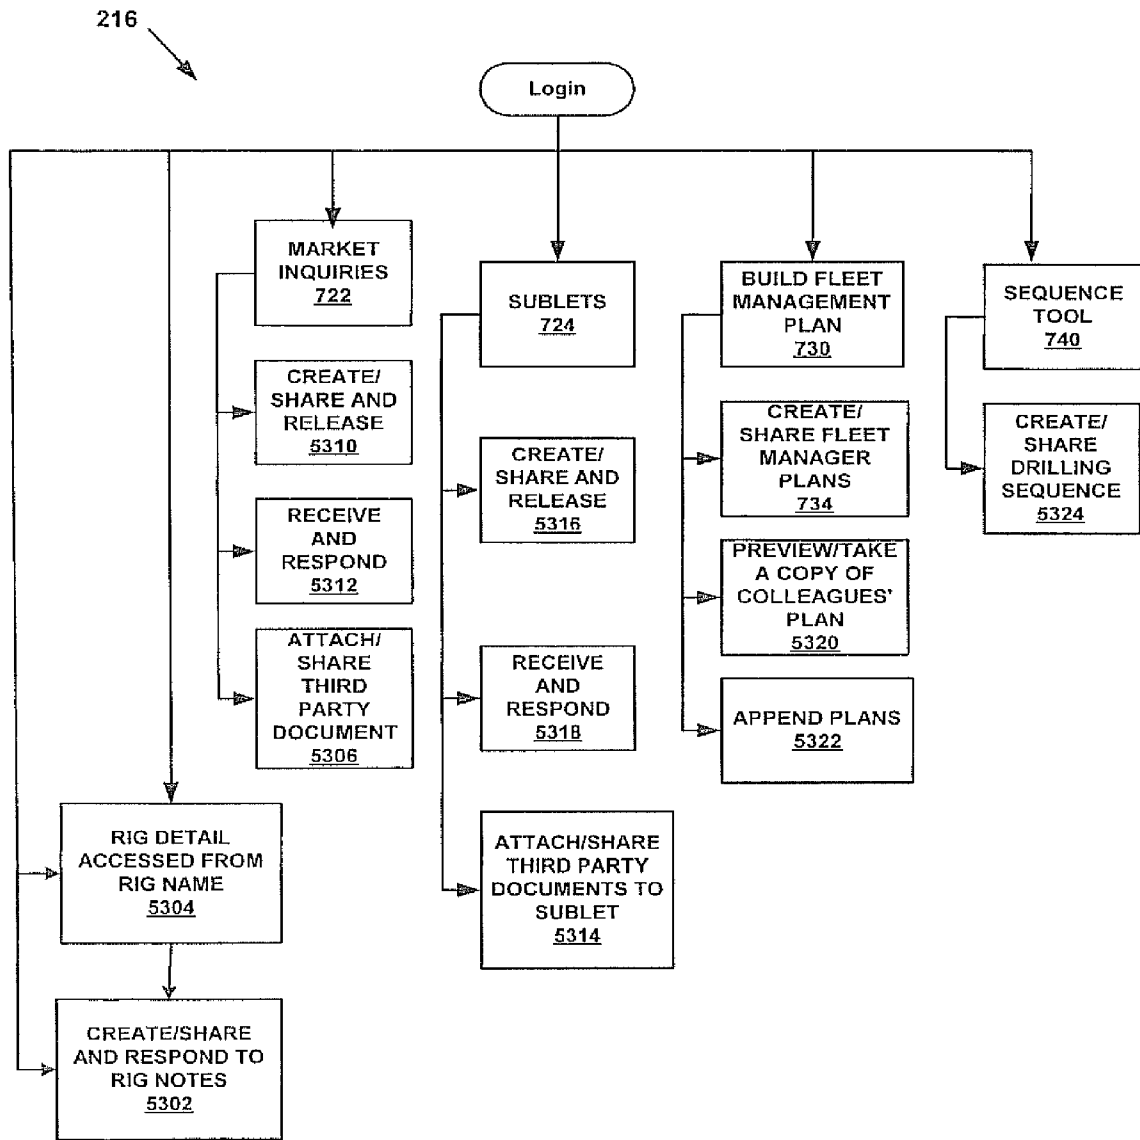 216
Login
MARKET
INQUIRIES
722
CREATE/
SHARE AND
RELEASE
5310
RECEIVE
AND
RESPOND
5312
ATTACH/
SHARE
THIRD
PARTY
DOCUMENT
5306
SUBLETS
724
CREATE/
SHARE AND
RELEASE
5316
RECEIVE
AND
RESPOND
5318
ATTACH/SHARE
THIRD PARTY
DOCUMENTS TO
SUBLET
5314
BUILD FLEET
MANAGEMENT
PLAN
730
CREATE/
SHARE FLEET
MANAGER
PLANS
734
PREVIEW/TAKE
A COPY OF
COLLEAGUES'
PLAN
5320
APPEND PLANS
5322
SEQUENCE
TOOL
740
CREATE/
SHARE
DRILLING
SEQUENCE
5324
RIG DETAIL
ACCESSED FROM
RIG NAME
5304
CREATE/SHARE
AND RESPOND TO
RIG NOTES
5302